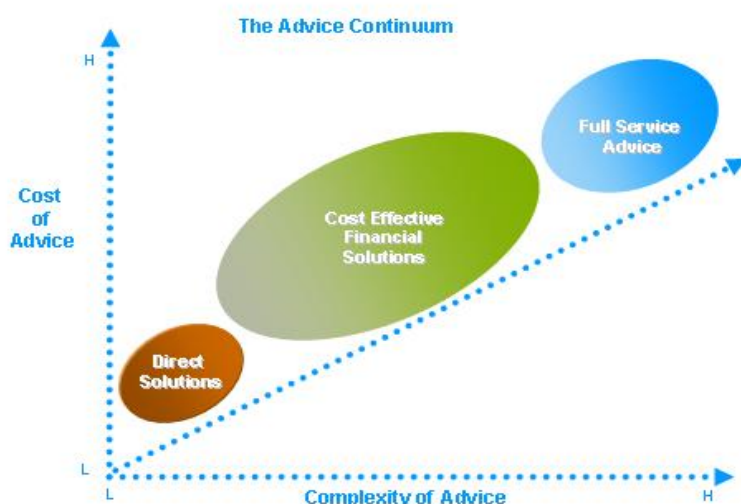 The Advice Continuum
H
Full Service
Advice
Cost
of
Advice
Cost Effective
Financial
Solutions
Direct
Solutions
L
L
Complexity of Advice
H